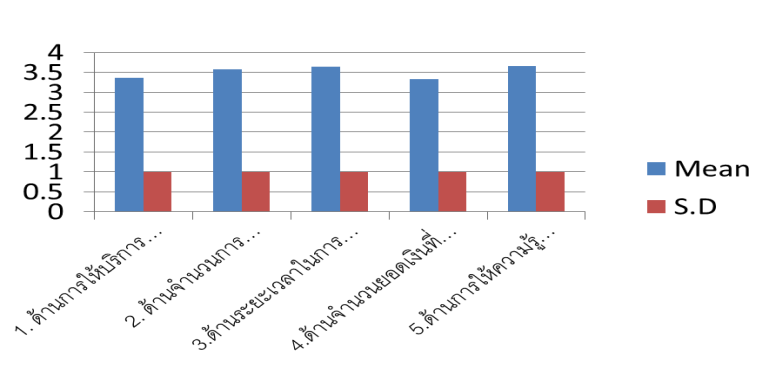 4
3.5
3
2.5
2
1.5
1
0.5
0
1. ด้านการให้บริการ...
2. ด้านจำนวนการ...
3.ด้านระยะเวลาในการ...
4.ด้านจำนวนยอดเงินที่...
5.ด้านการให้ความรู้...
Mean
S.D